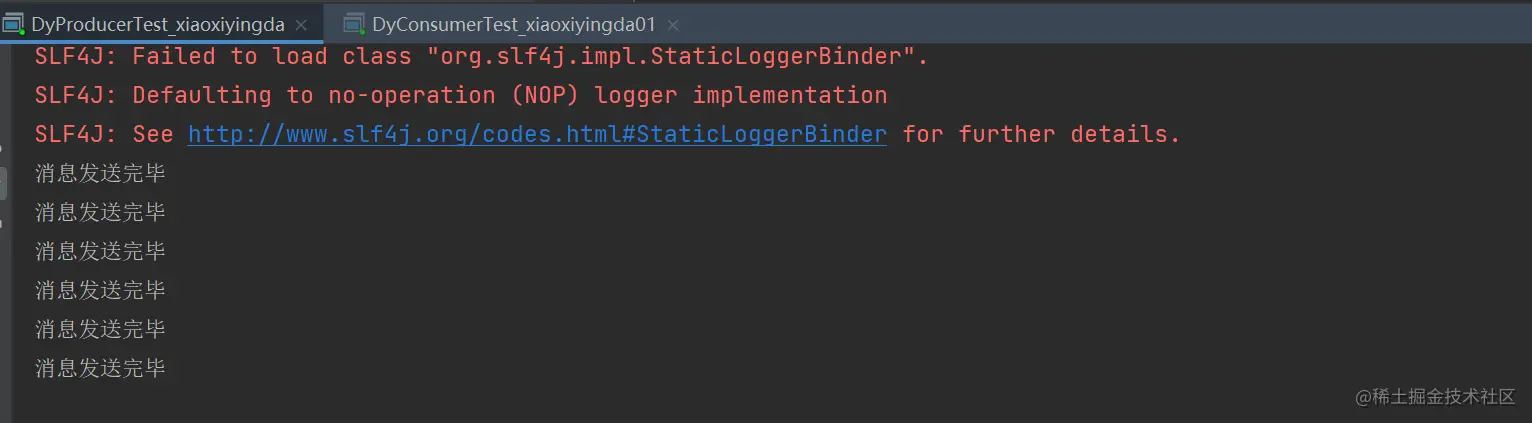 DyProducerTest_xiaoxiyingda × DyConsumerTest_xiaoxiyingda01 ×
SLF4J: Failed to load class "org.slf4j.impl.StaticLoggerBinder".
SLF4J: Defaulting to no-operation (NOP) logger implementation
SLF4J: See http://www.slf4j.org/codes.html#StaticLoggerBinder for further details.
消息发送完毕
消息发送完毕
消息发送完毕
消息发送完毕
消息发送完毕
消息发送完毕
@稀土掘金技术社区